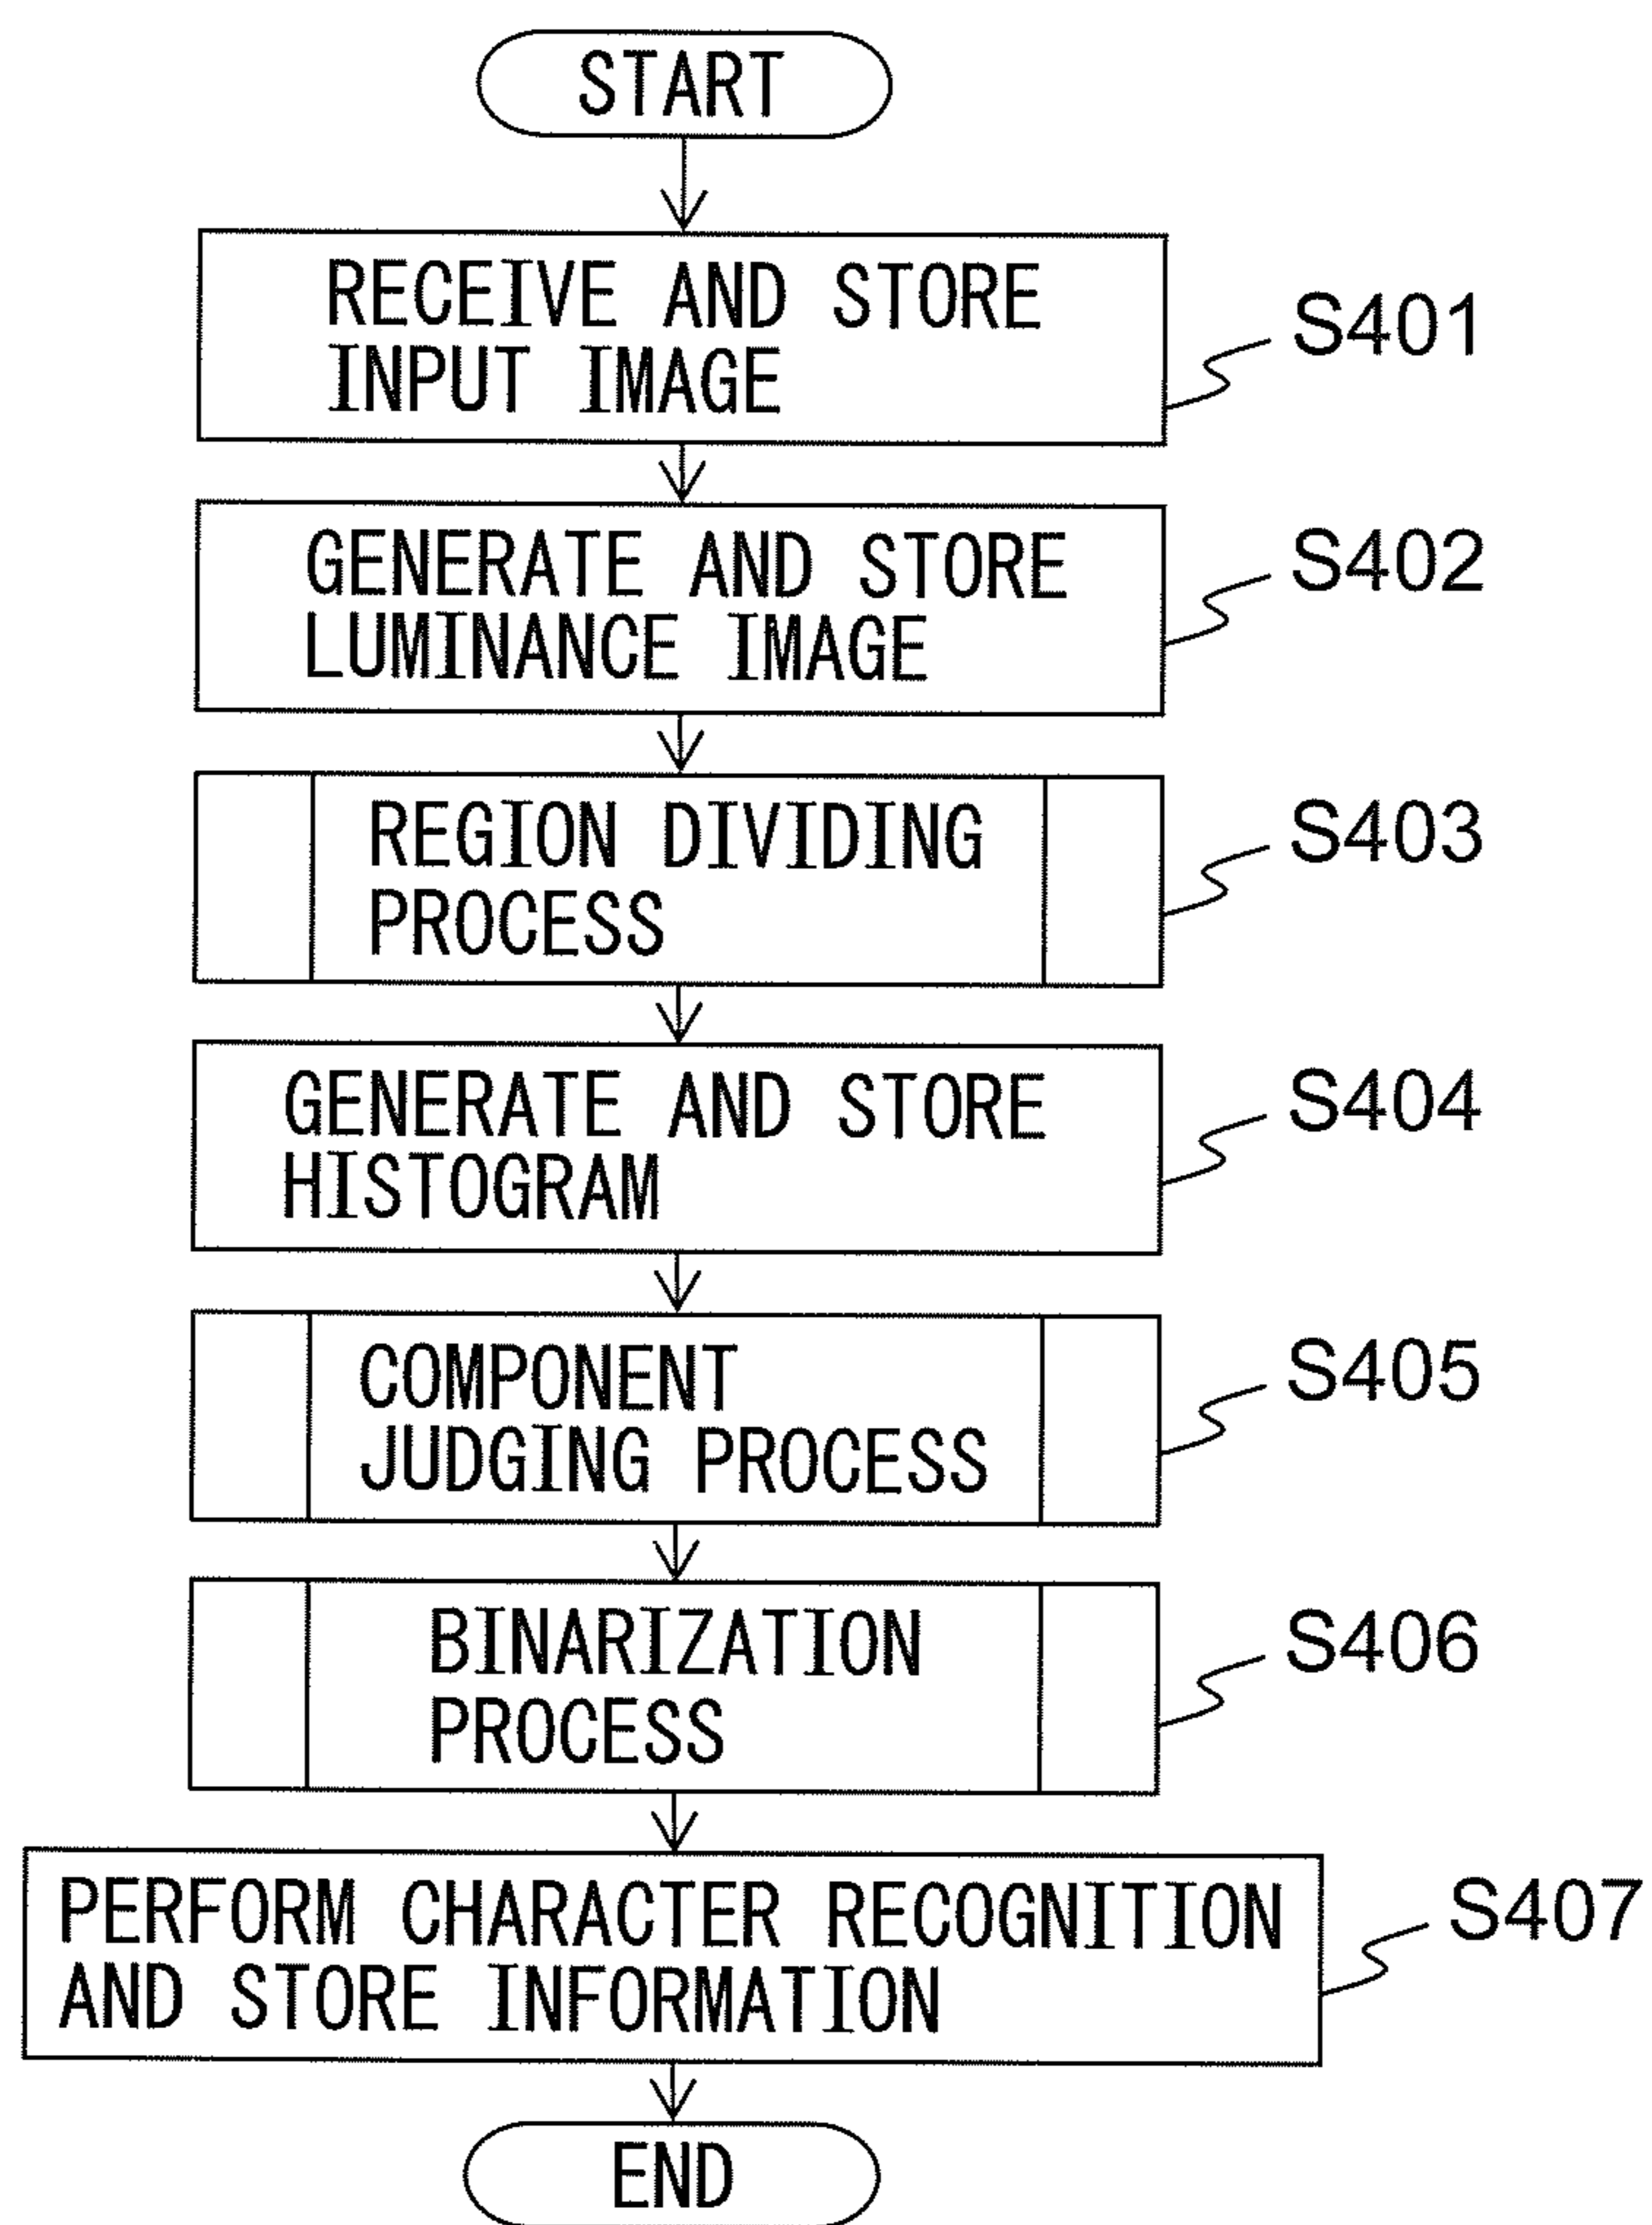 START
RECEIVE AND STORE
INPUT IMAGE
S401
GENERATE AND STORE
LUMINANCE IMAGE
S402
REGION DIVIDING
PROCESS
S403
GENERATE AND STORE
HISTOGRAM
S404
COMPONENT
JUDGING PROCESS
S405
BINARIZATION
PROCESS
S406
PERFORM CHARACTER RECOGNITION
AND STORE INFORMATION
S407
END